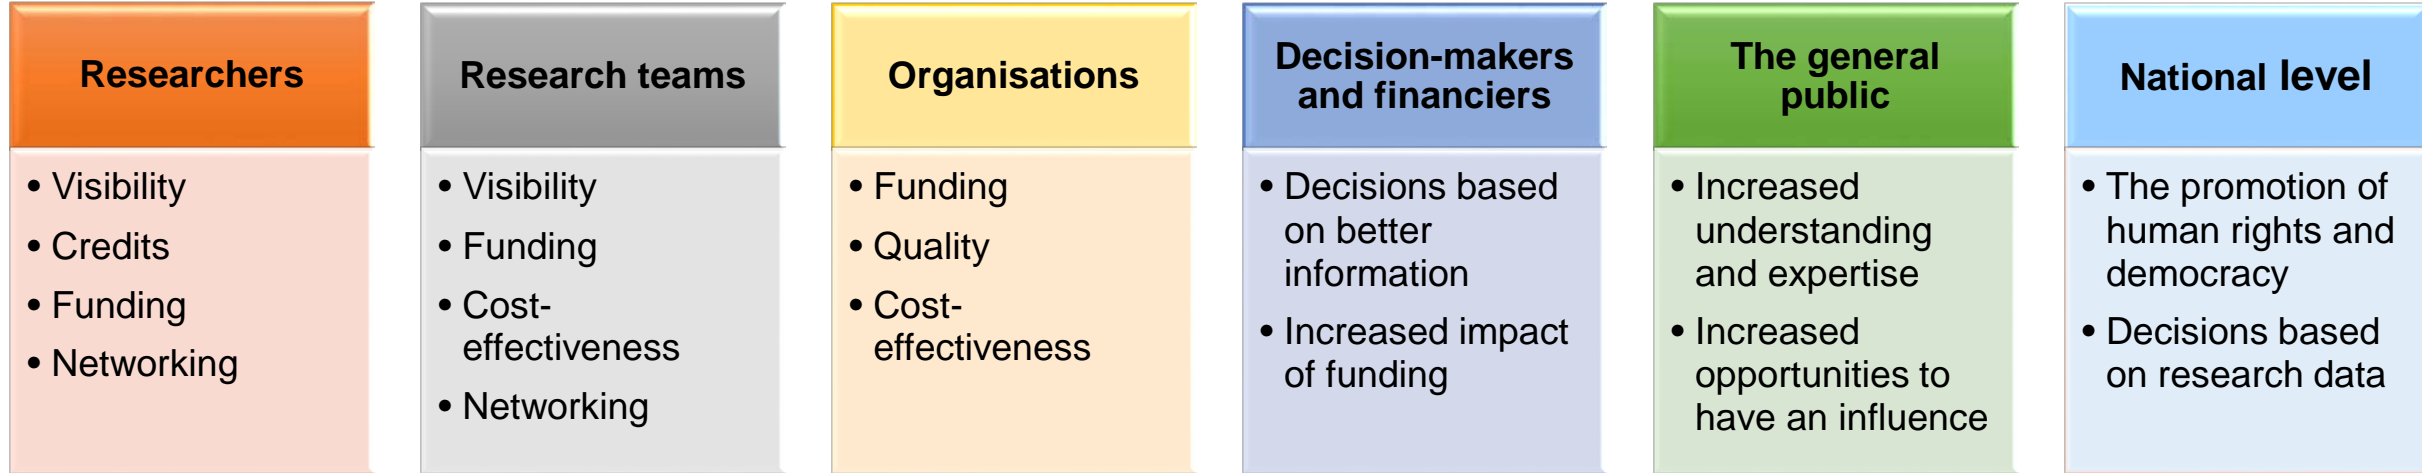 Researchers
• Visibility
• Credits
• Funding
• Networking
Research teams
• Visibility
• Funding
• Cost-
effectiveness
• Networking
Organisations
• Funding
• Quality
• Cost-
effectiveness
Decision-makers
and financiers
• Decisions based
on better
information
• Increased impact
of funding
The general
public
• Increased
understanding
and expertise
• Increased
opportunities to
have an influence
National level
• The promotion of
human rights and
democracy
• Decisions based
on research data